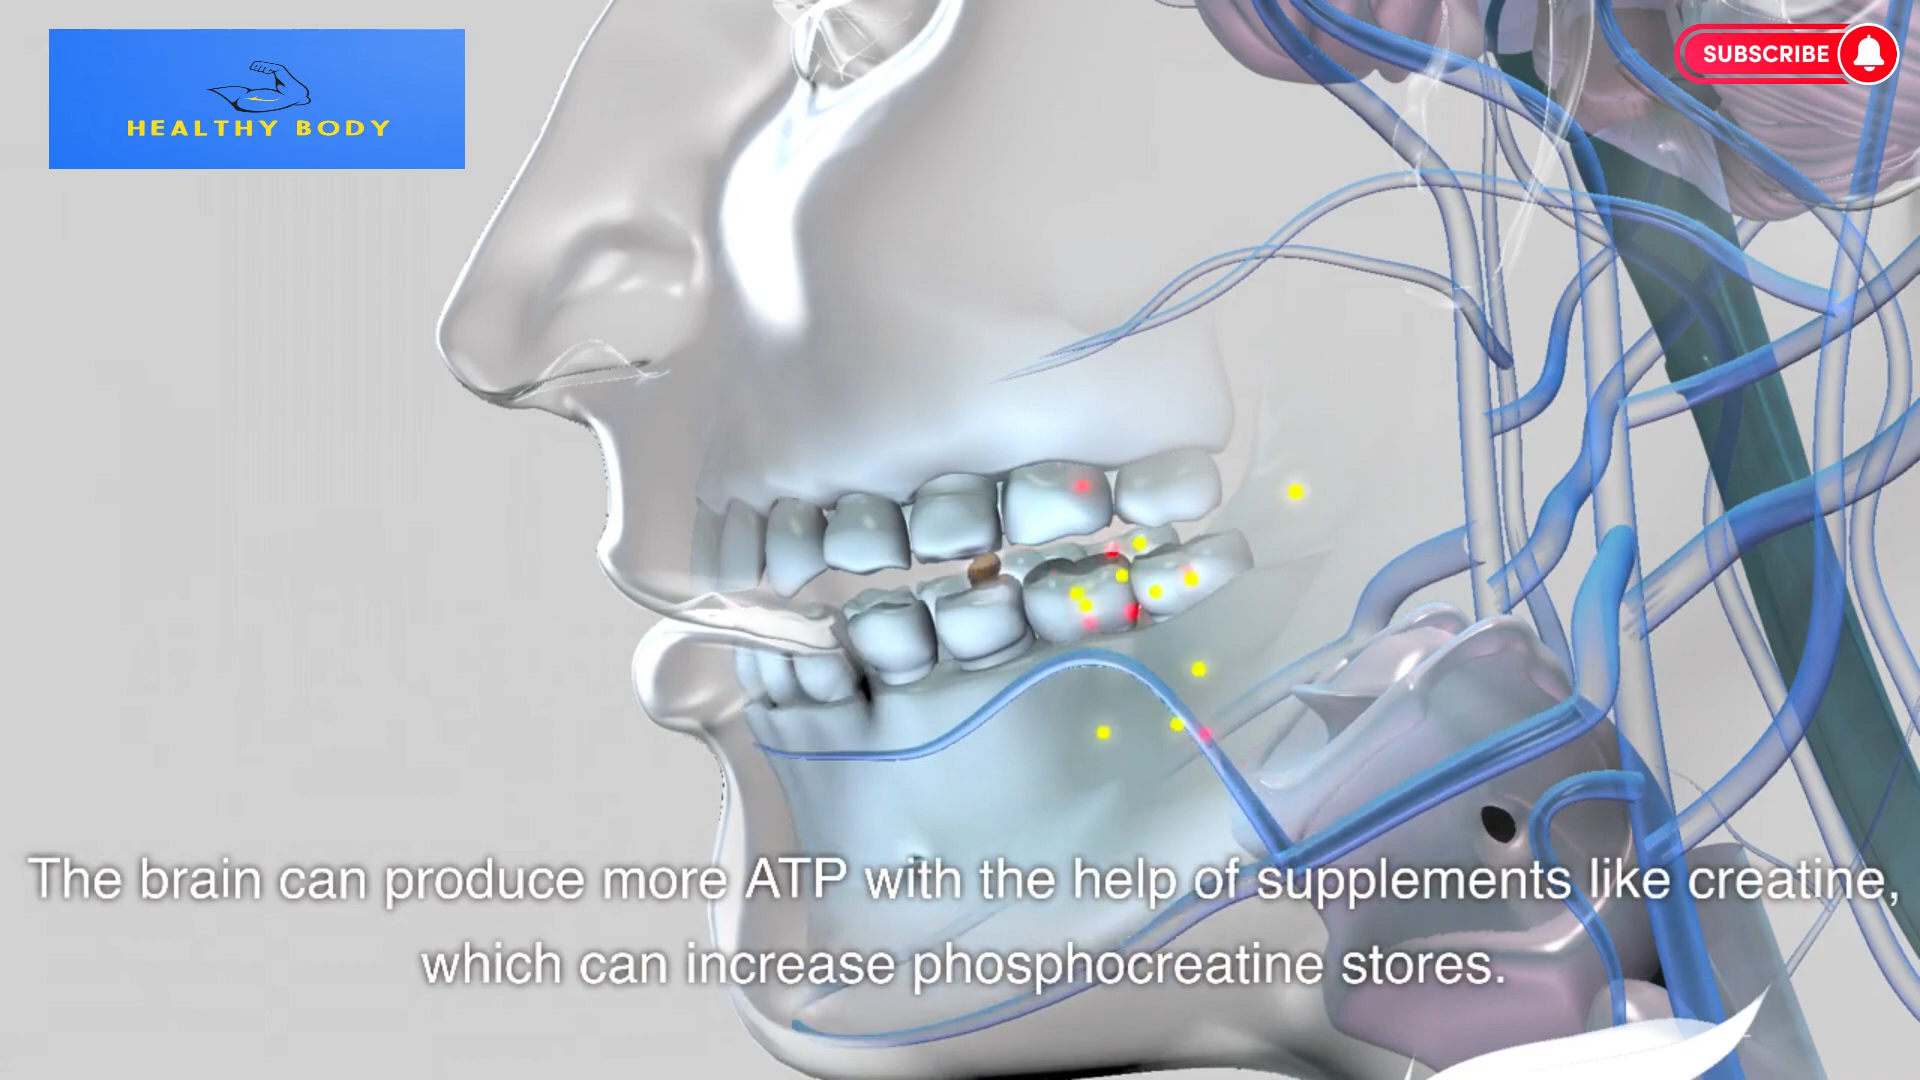 HEALTHY BODY
SUBSCRIBE
The brain can produce more ATP with the help of supplements like creatine,
which can increase phosphocreatine stores.